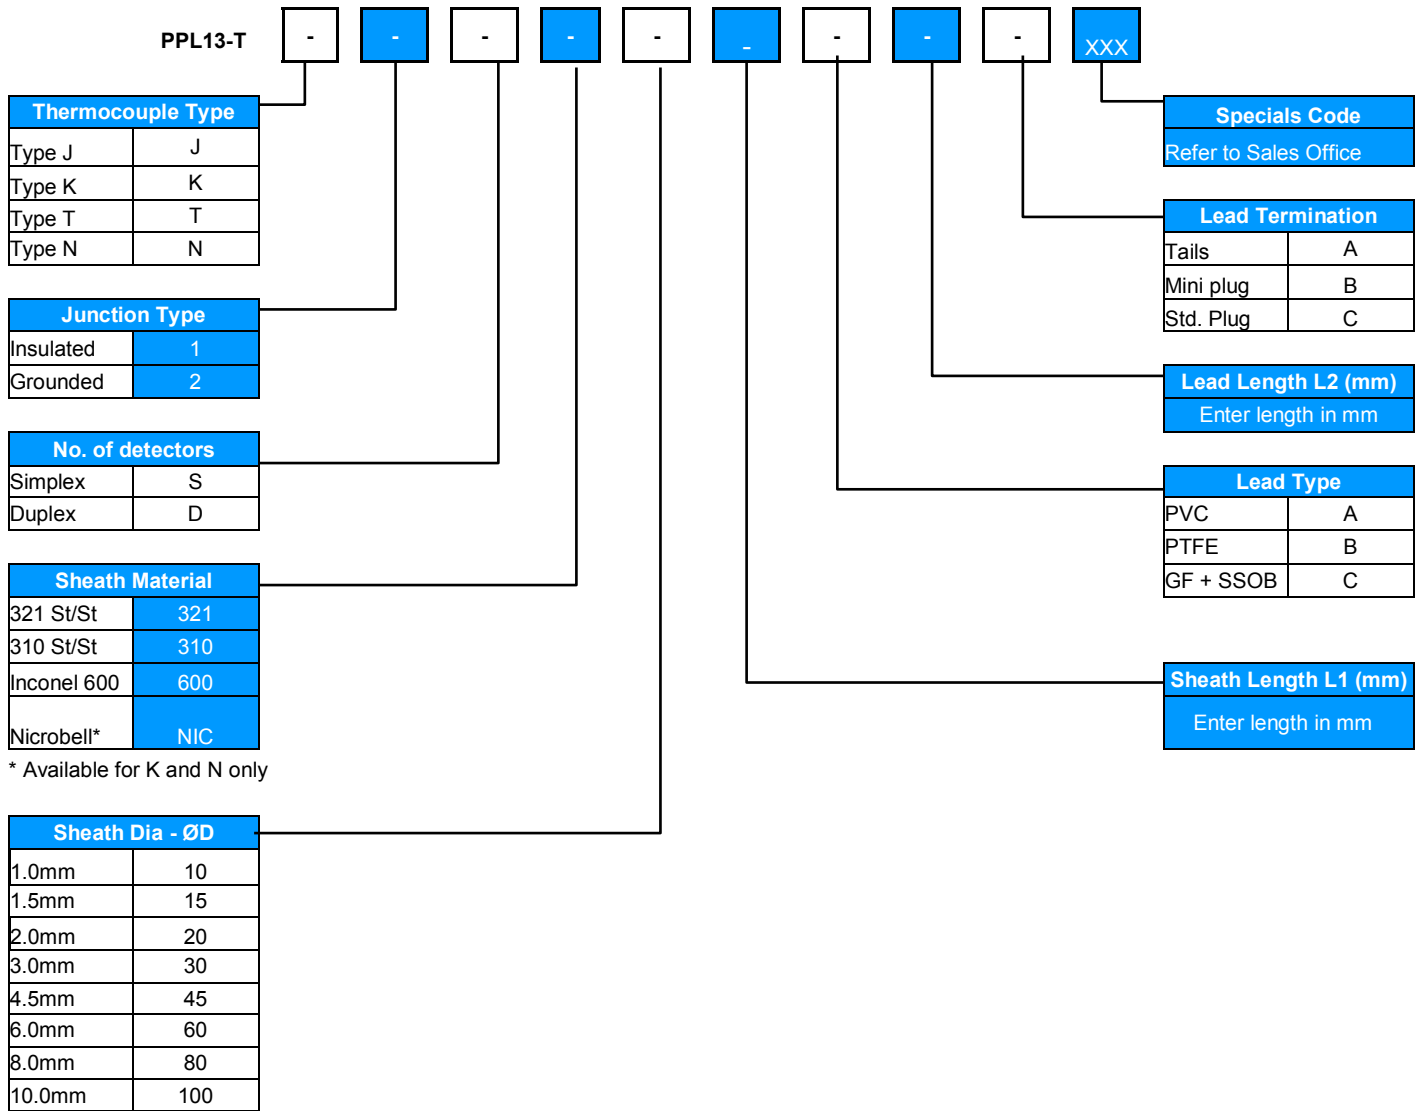 PPL13-T - - - - - - - - - XXX
Thermocouple Type
Type J J
Type K K
Type T T
Type N N
Junction Type
Insulated 1
Grounded 2
No. of detectors
Simplex S
Duplex D
Sheath Material
321 St/St 321
310 St/St 310
Inconel 600 600
Nicrobell* NIC
* Available for K and N only
Sheath Dia - ØD
1.0mm 10
1.5mm 15
2.0mm 20
3.0mm 30
4.5mm 45
6.0mm 60
8.0mm 80
10.0mm 100
Specials Code
Refer to Sales Office
Lead Termination
Tails A
Mini plug B
Std. Plug C
Lead Length L2 (mm)
Enter length in mm
Lead Type
PVC A
PTFE B
GF + SSOB C
Sheath Length L1 (mm)
Enter length in mm